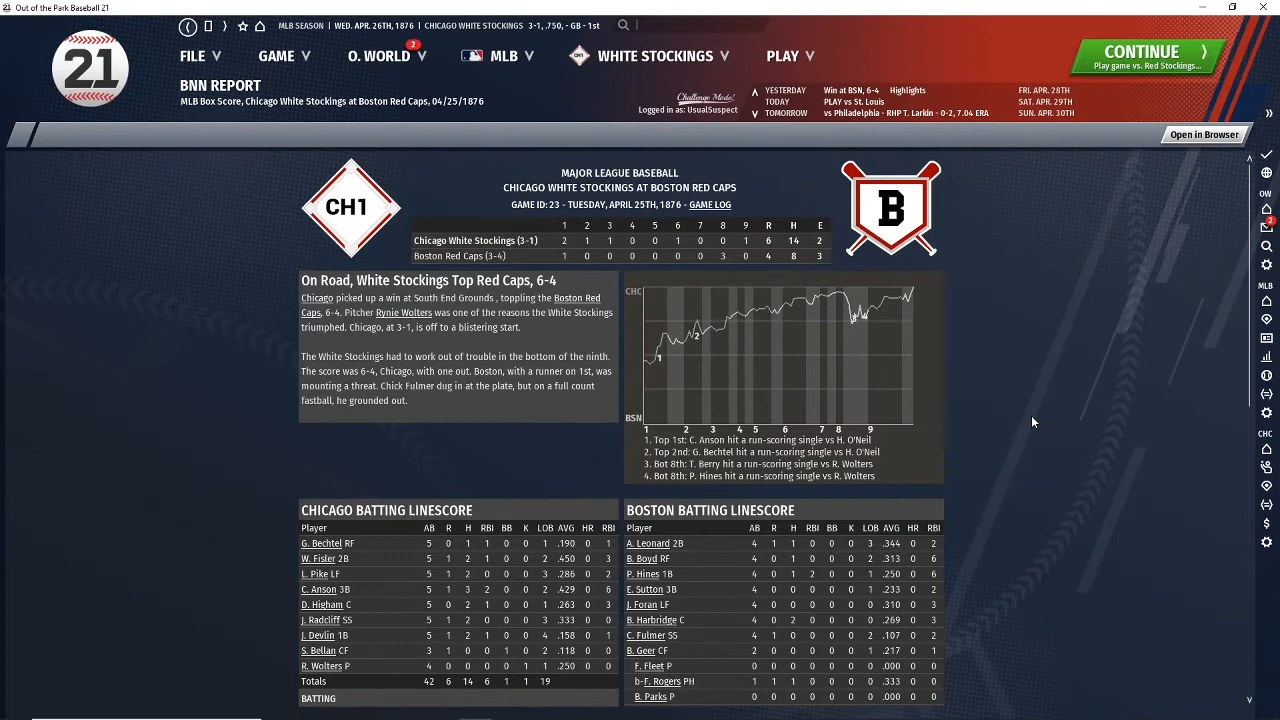 Out of the Park Baseball 21
MLB SEASON | WED. APR. 26TH, 1876 | CHICAGO WHITE STOCKINGS 3-1, .750, - GB - 1st
21
FILE GAME O. WORLD 2 MLB CH1 WHITE STOCKINGS PLAY
CONTINUE
Play game vs. Red Stockings...
BNN REPORT
MLB Box Score, Chicago White Stockings at Boston Red Caps, 04/25/1876
Challenge Mode!
Logged in as: UsualSuspect
YESTERDAY Win at BSN, 6-4 Highlights FRI. APR. 28TH
TODAY PLAY vs St. Louis SAT. APR. 29TH
TOMORROW vs Philadelphia - RHP T. Larkin - 0-2, 7.04 ERA SUN. APR. 30TH
Open in Browser
CH1
MAJOR LEAGUE BASEBALL
CHICAGO WHITE STOCKINGS AT BOSTON RED CAPS
GAME ID: 23 - TUESDAY, APRIL 25TH, 1876 - GAME LOG
B
1 2 3 4 5 6 7 8 9 R H E
Chicago White Stockings (3-1) 2 1 1 0 0 1 0 0 1 6 14 2
Boston Red Caps (3-4) 1 0 0 0 0 0 0 3 0 4 8 3
On Road, White Stockings Top Red Caps, 6-4
Chicago picked up a win at South End Grounds , toppling the Boston Red
Caps, 6-4. Pitcher Rynie Wolters was one of the reasons the White Stockings
triumphed. Chicago, at 3-1, is off to a blistering start.
The White Stockings had to work out of trouble in the bottom of the ninth.
The score was 6-4, Chicago, with one out. Boston, with a runner on 1st, was
mounting a threat. Chick Fulmer dug in at the plate, but on a full count
fastball, he grounded out.
CHC
1
2
BSN
1 2 3 4 5 6 7 8 9
1. Top 1st: C. Anson hit a run-scoring single vs H. O'Neil
2. Top 2nd: G. Bechtel hit a run-scoring single vs H. O'Neil
3. Bot 8th: T. Berry hit a run-scoring single vs R. Wolters
4. Bot 8th: P. Hines hit a run-scoring single vs R. Wolters
CHICAGO BATTING LINESCORE
Player AB R H RBI BB K LOB AVG HR RBI
G. Bechtel RF 5 0 1 1 0 0 1 .190 0 1
W. Fisler 2B 5 1 2 1 0 0 2 .450 0 3
L. Pike LF 5 1 2 0 0 0 3 .286 0 2
C. Anson 3B 5 1 3 2 0 0 2 .429 0 6
D. Higham C 5 0 2 1 0 0 1 .263 0 3
J. Radcliff SS 5 1 2 0 0 0 3 .333 0 0
J. Devlin 1B 5 1 2 1 0 0 4 .158 0 1
S. Bellan CF 3 1 0 0 1 0 2 .118 0 0
R. Wolters P 4 0 0 0 0 1 1 .250 0 0
Totals 42 6 14 6 1 1 19
BATTING
BOSTON BATTING LINESCORE
Player AB R H RBI BB K LOB AVG HR RBI
A. Leonard 2B 4 1 1 0 0 0 3 .344 0 2
B. Boyd RF 4 0 1 0 0 0 2 .313 0 6
P. Hines 1B 4 0 1 2 0 0 1 .250 0 6
E. Sutton 3B 4 0 0 0 0 0 1 .233 0 2
J. Foran LF 4 0 0 0 0 0 0 .310 0 3
B. Harbridge C 4 0 2 0 0 0 0 .269 0 3
C. Fulmer SS 4 1 0 0 0 0 2 .107 0 2
B. Geer CF 2 0 0 0 0 0 1 .217 0 1
F. Fleet P 0 0 0 0 0 0 0 .000 0 0
b-F. Rogers PH 1 1 1 0 0 0 0 .333 0 0
B. Parks P 0 0 0 0 0 0 0 .000 0 0
OW
2
MLB
CHC